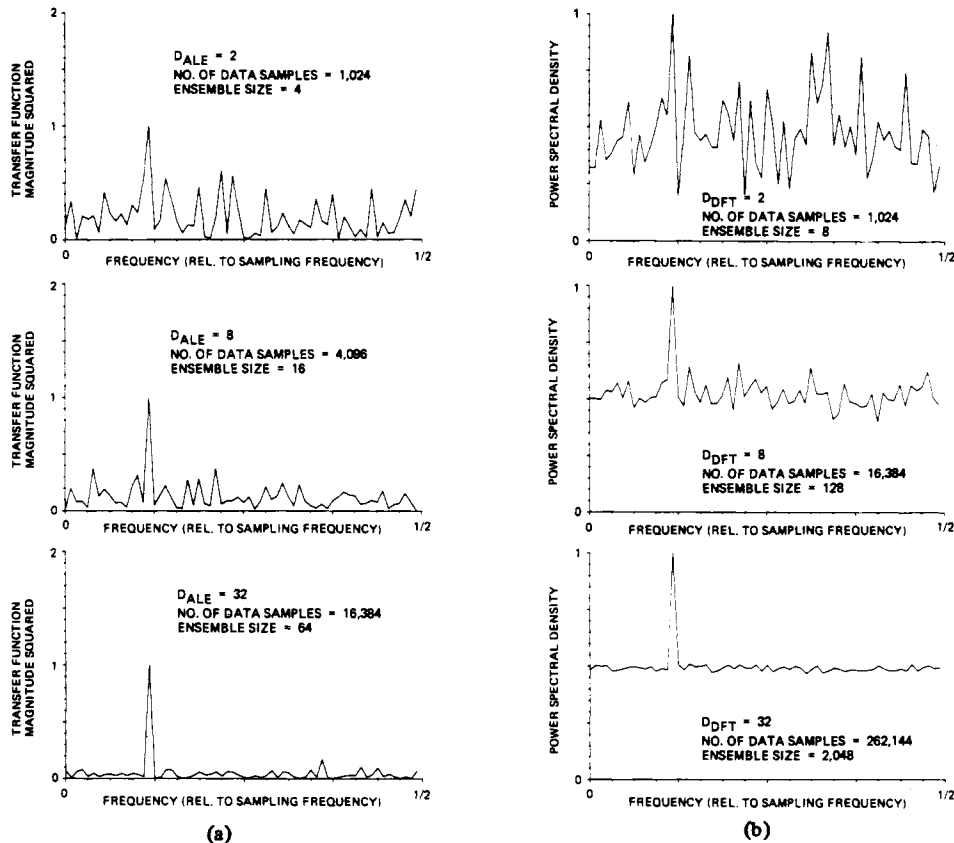 2
TRANSFER FUNCTION
MAGNITUDE SQUARED
D_ALE = 2
NO. OF DATA SAMPLES = 1,024
ENSEMBLE SIZE = 4
1
0
0
FREQUENCY (REL. TO SAMPLING FREQUENCY)
1/2
2
TRANSFER FUNCTION
MAGNITUDE SQUARED
D_ALE = 8
NO. OF DATA SAMPLES = 4,096
ENSEMBLE SIZE = 16
1
0
0
FREQUENCY (REL. TO SAMPLING FREQUENCY)
1/2
2
TRANSFER FUNCTION
MAGNITUDE SQUARED
D_ALE = 32
NO. OF DATA SAMPLES = 16,384
ENSEMBLE SIZE = 64
1
0
0
FREQUENCY (REL. TO SAMPLING FREQUENCY)
1/2
(a)
1
POWER SPECTRAL DENSITY
D_DFT = 2
NO. OF DATA SAMPLES = 1,024
ENSEMBLE SIZE = 8
0
0
FREQUENCY (REL. TO SAMPLING FREQUENCY)
1/2
1
POWER SPECTRAL DENSITY
D_DFT = 8
NO. OF DATA SAMPLES = 16,384
ENSEMBLE SIZE = 128
0
0
FREQUENCY (REL. TO SAMPLING FREQUENCY)
1/2
1
POWER SPECTRAL DENSITY
D_DFT = 32
NO. OF DATA SAMPLES = 262,144
ENSEMBLE SIZE = 2,048
0
0
FREQUENCY (REL. TO SAMPLING FREQUENCY)
1/2
(b)